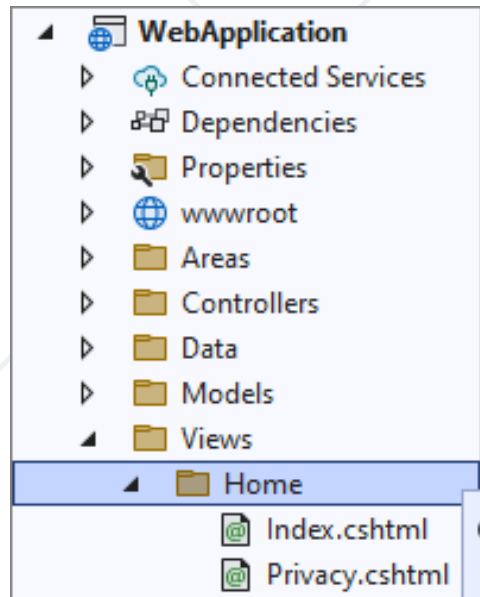 WebApplication
Connected Services
Dependencies
Properties
wwwroot
Areas
Controllers
Data
Models
Views
Home
Index.cshtml
Privacy.cshtml